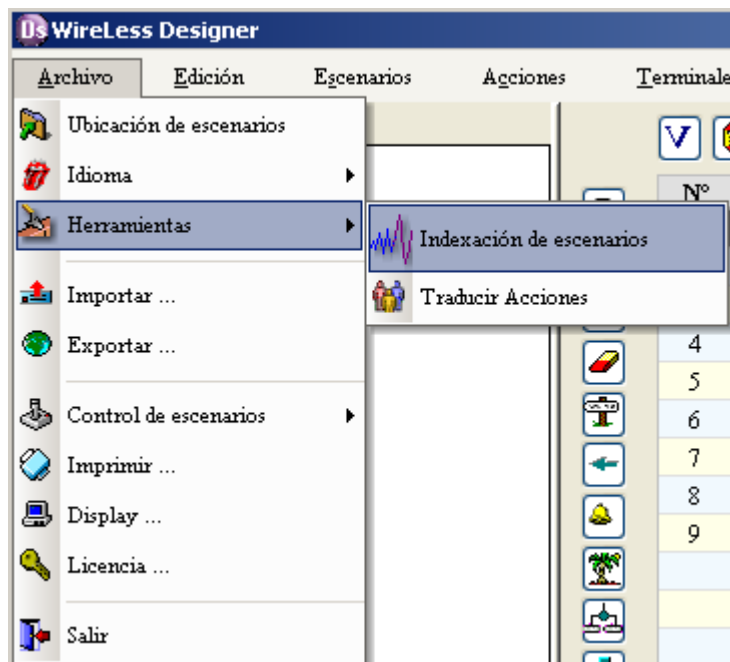 Ds WireLess Designer
Archivo Edición Escenarios Acciones Terminale
Ubicación de escenarios
Idioma
Herramientas
Indexación de escenarios
Traducir Acciones
Importar ...
Exportar ...
Control de escenarios
Imprimir ...
Display ...
Licencia ...
Salir
V
Nº
4
5
6
7
8
9